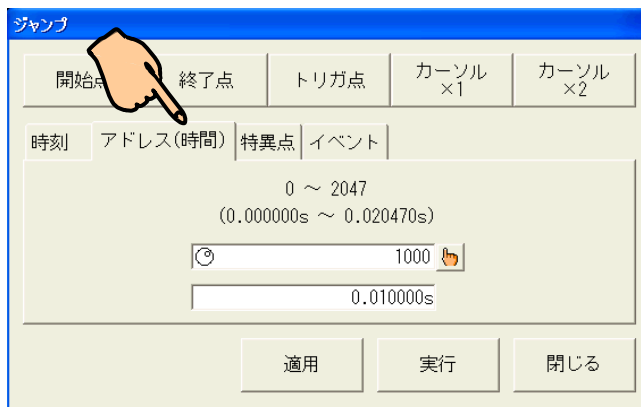 ジャンプ
開始点 終了点 トリガ点 カーソル×1 カーソル×2
時刻 アドレス(時間) 特異点 イベント
0 ～ 2047
(0.000000s ～ 0.020470s)
1000
0.010000s
適用 実行 閉じる